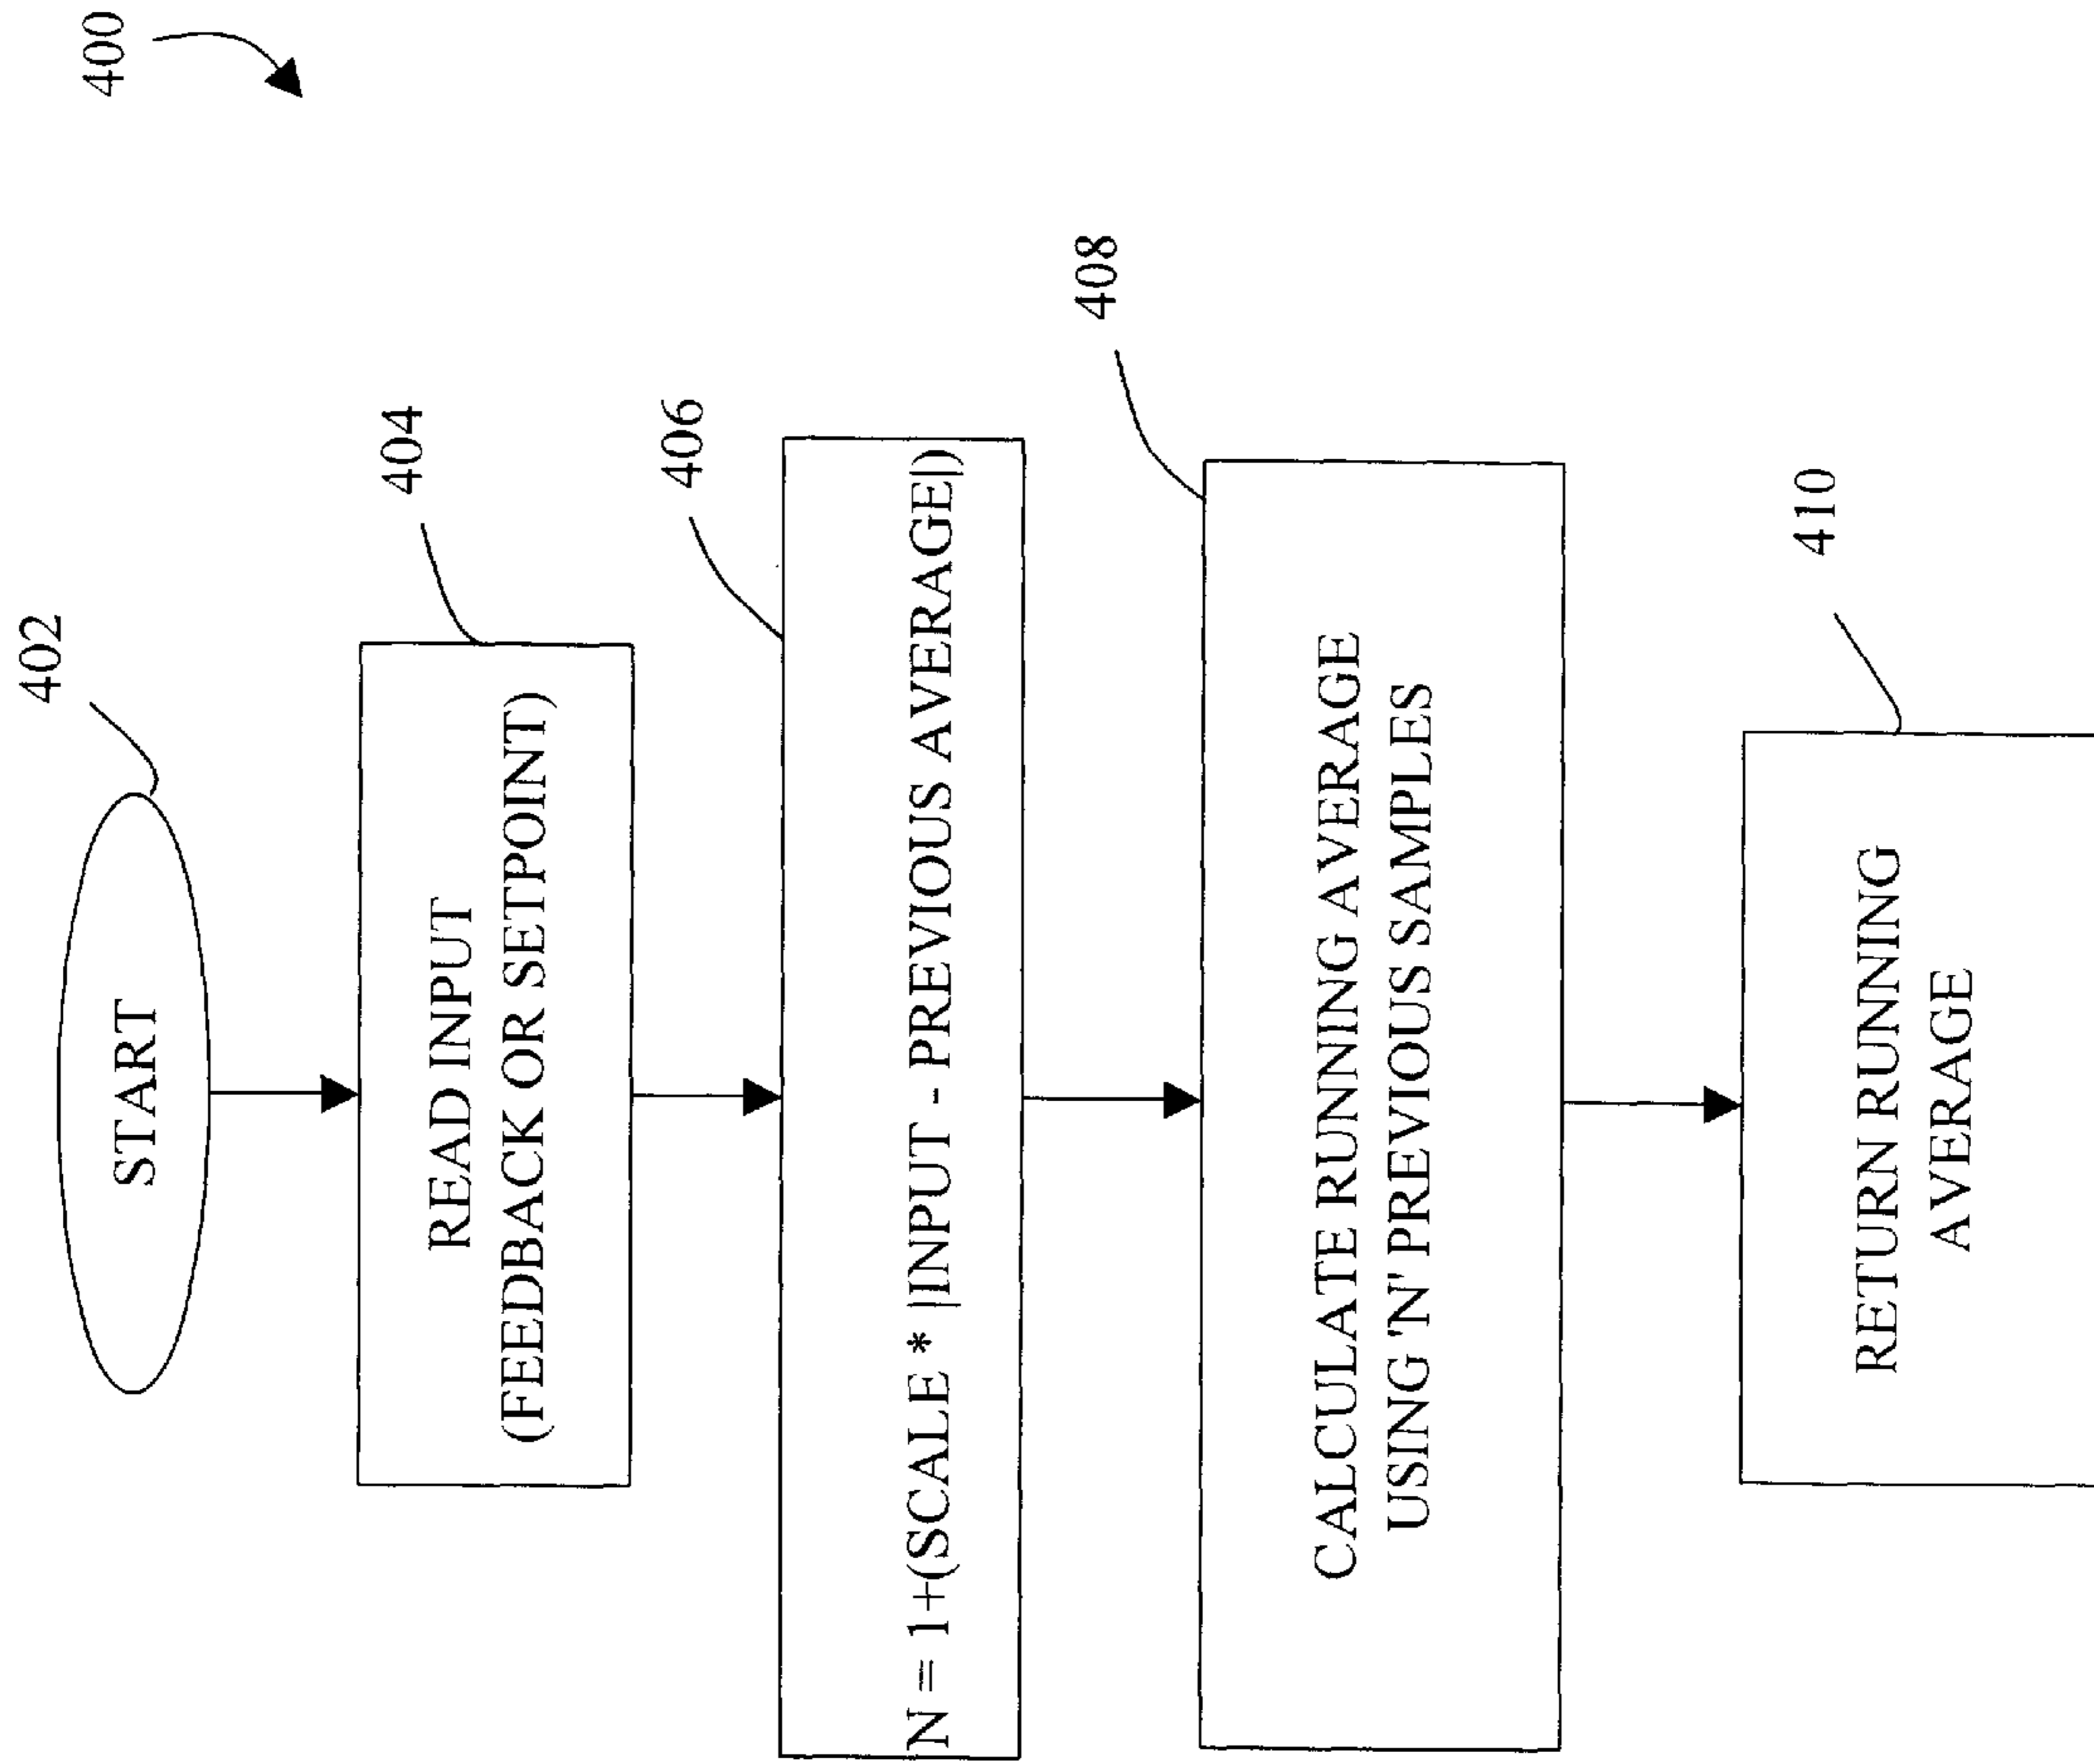 400
402
START
404
READ INPUT
(FEEDBACK OR SETPOINT)
406
N = 1+(SCALE * |INPUT - PREVIOUS AVERAGE|)
408
CALCULATE RUNNING AVERAGE
USING 'N' PREVIOUS SAMPLES
410
RETURN RUNNING
AVERAGE